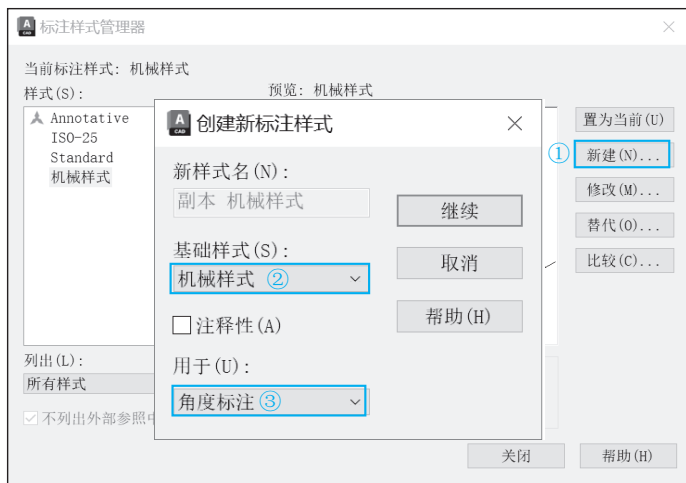 标注样式管理器
当前标注样式: 机械样式
样式(S):
预览: 机械样式
Annotative
ISO-25
Standard
机械样式
置为当前(U)
① 新建(N)...
修改(M)...
替代(O)...
比较(C)...
创建新标注样式
新样式名(N):
副本 机械样式
继续
基础样式(S):
机械样式 ②
取消
注释性(A)
帮助(H)
用于(U):
角度标注 ③
列出(L):
所有样式
不列出外部参照中
关闭
帮助(H)